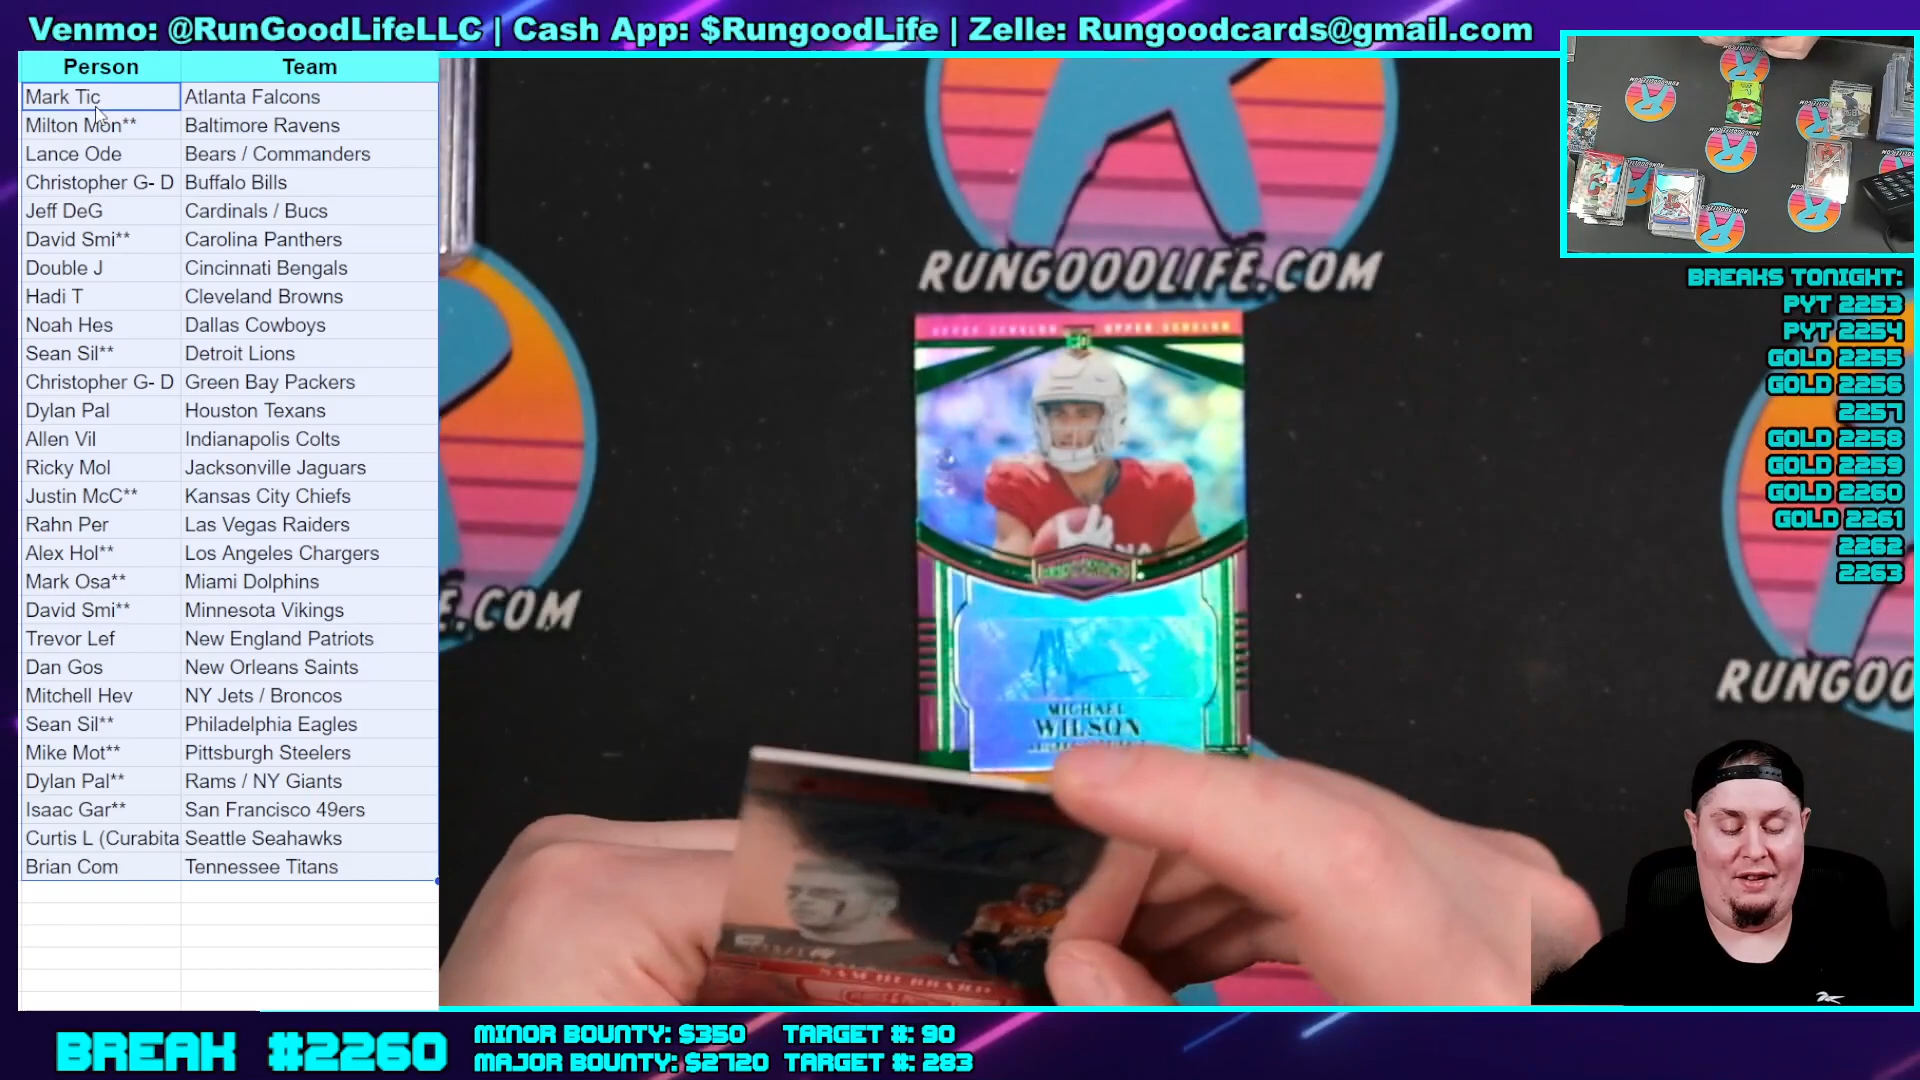 Venmo: @RunGoodLifeLLC | Cash App: $RungoodLife | Zelle: Rungoodcards@gmail.com
Person Team
Mark Tic Atlanta Falcons
Milton Mon** Baltimore Ravens
Lance Ode Bears / Commanders
Christopher G- D Buffalo Bills
Jeff DeG Cardinals / Bucs
David Smi** Carolina Panthers
Double J Cincinnati Bengals
Hadi T Cleveland Browns
Noah Hes Dallas Cowboys
Sean Sil** Detroit Lions
Christopher G- D Green Bay Packers
Dylan Pal Houston Texans
Allen Vil Indianapolis Colts
Ricky Mol Jacksonville Jaguars
Justin McC** Kansas City Chiefs
Rahn Per Las Vegas Raiders
Alex Hol** Los Angeles Chargers
Mark Osa** Miami Dolphins
David Smi** Minnesota Vikings
Trevor Lef New England Patriots
Dan Gos New Orleans Saints
Mitchell Hev NY Jets / Broncos
Sean Sil** Philadelphia Eagles
Mike Mot** Pittsburgh Steelers
Dylan Pal** Rams / NY Giants
Isaac Gar** San Francisco 49ers
Curtis L (Curabita Seattle Seahawks
Brian Com Tennessee Titans
RUNGOODLIFE.COM
E.COM
RUNGOO
MICHAEL
WILSON
BREAKS TONIGHT:
PYT 2253
PYT 2254
GOLD 2255
GOLD 2256
2257
GOLD 2258
GOLD 2259
GOLD 2260
GOLD 2261
2262
2263
BREAK #2260
MINOR BOUNTY: $350 TARGET #: 90
MAJOR BOUNTY: $2720 TARGET #: 283